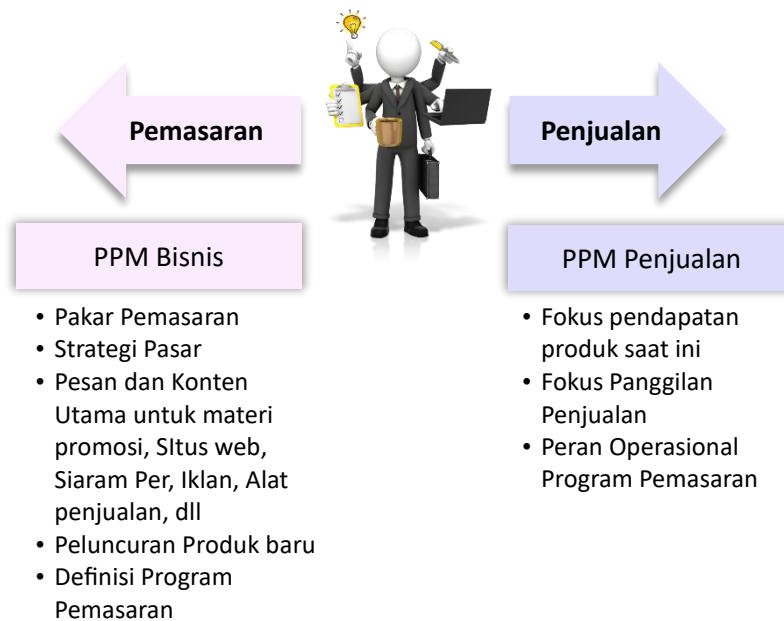 Pemasaran
Penjualan
PPM Bisnis
• Pakar Pemasaran
• Strategi Pasar
• Pesan dan Konten
Utama untuk materi
promosi, SItus web,
Siaram Per, Iklan, Alat
penjualan, dll
• Peluncuran Produk baru
• Definisi Program
Pemasaran
PPM Penjualan
• Fokus pendapatan
produk saat ini
• Fokus Panggilan
Penjualan
• Peran Operasional
Program Pemasaran